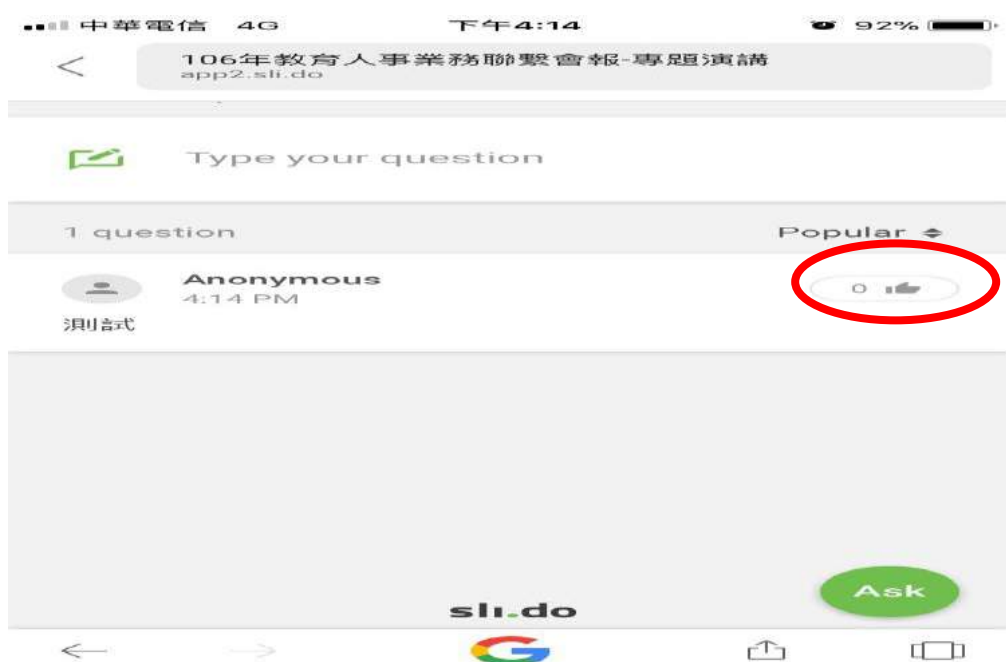 中華電信 4G 下午4:14 92%
106年教育人事業務聯繫會報-專題演講
app2.sli.do
Type your question
1 question Popular
Anonymous
4:14 PM
0
測試
Ask
sli.do